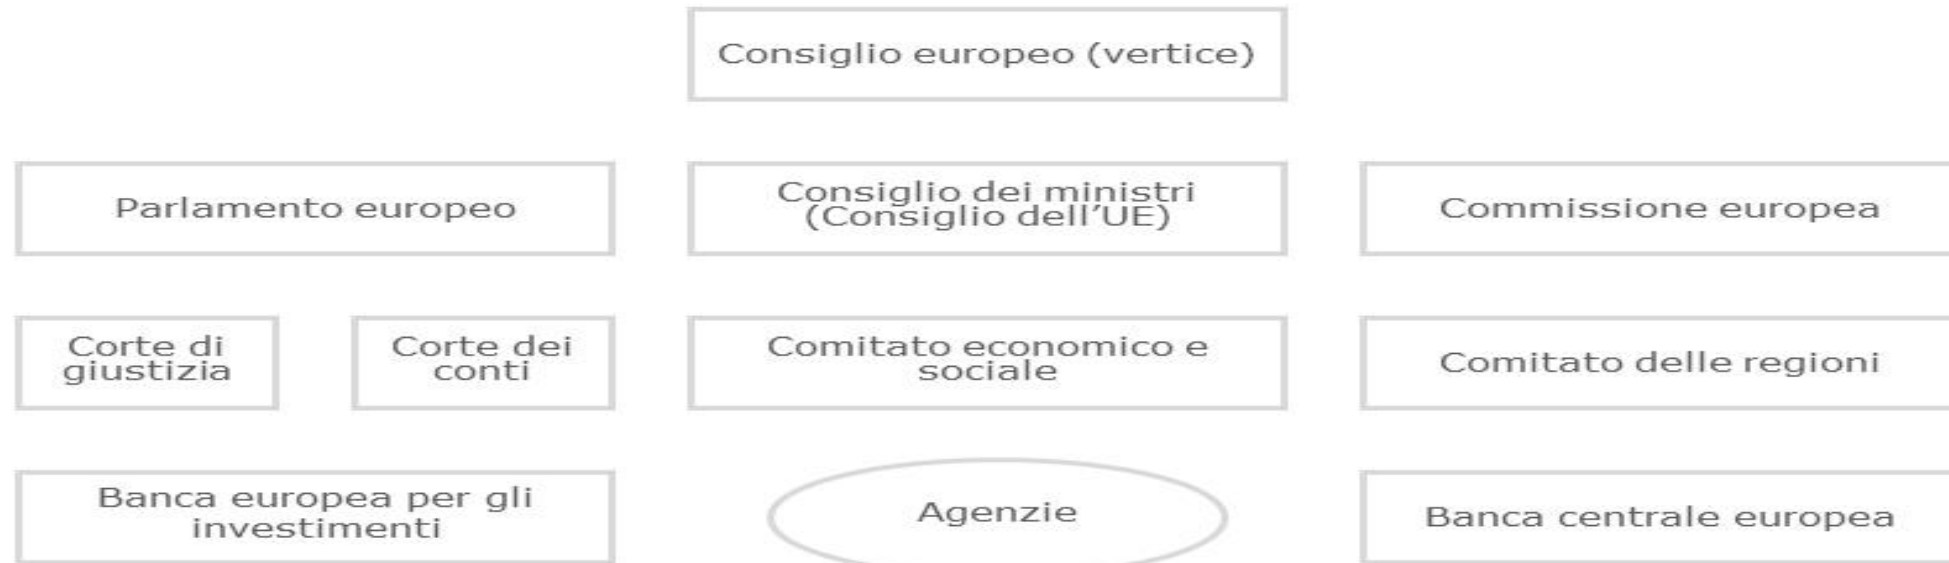 Consiglio europeo (vertice)
Parlamento europeo
Consiglio dei ministri
(Consiglio dell’UE)
Commissione europea
Corte di
giustizia
Corte dei
conti
Comitato economico e
sociale
Comitato delle regioni
Banca europea per gli
investimenti
Agenzie
Banca centrale europea